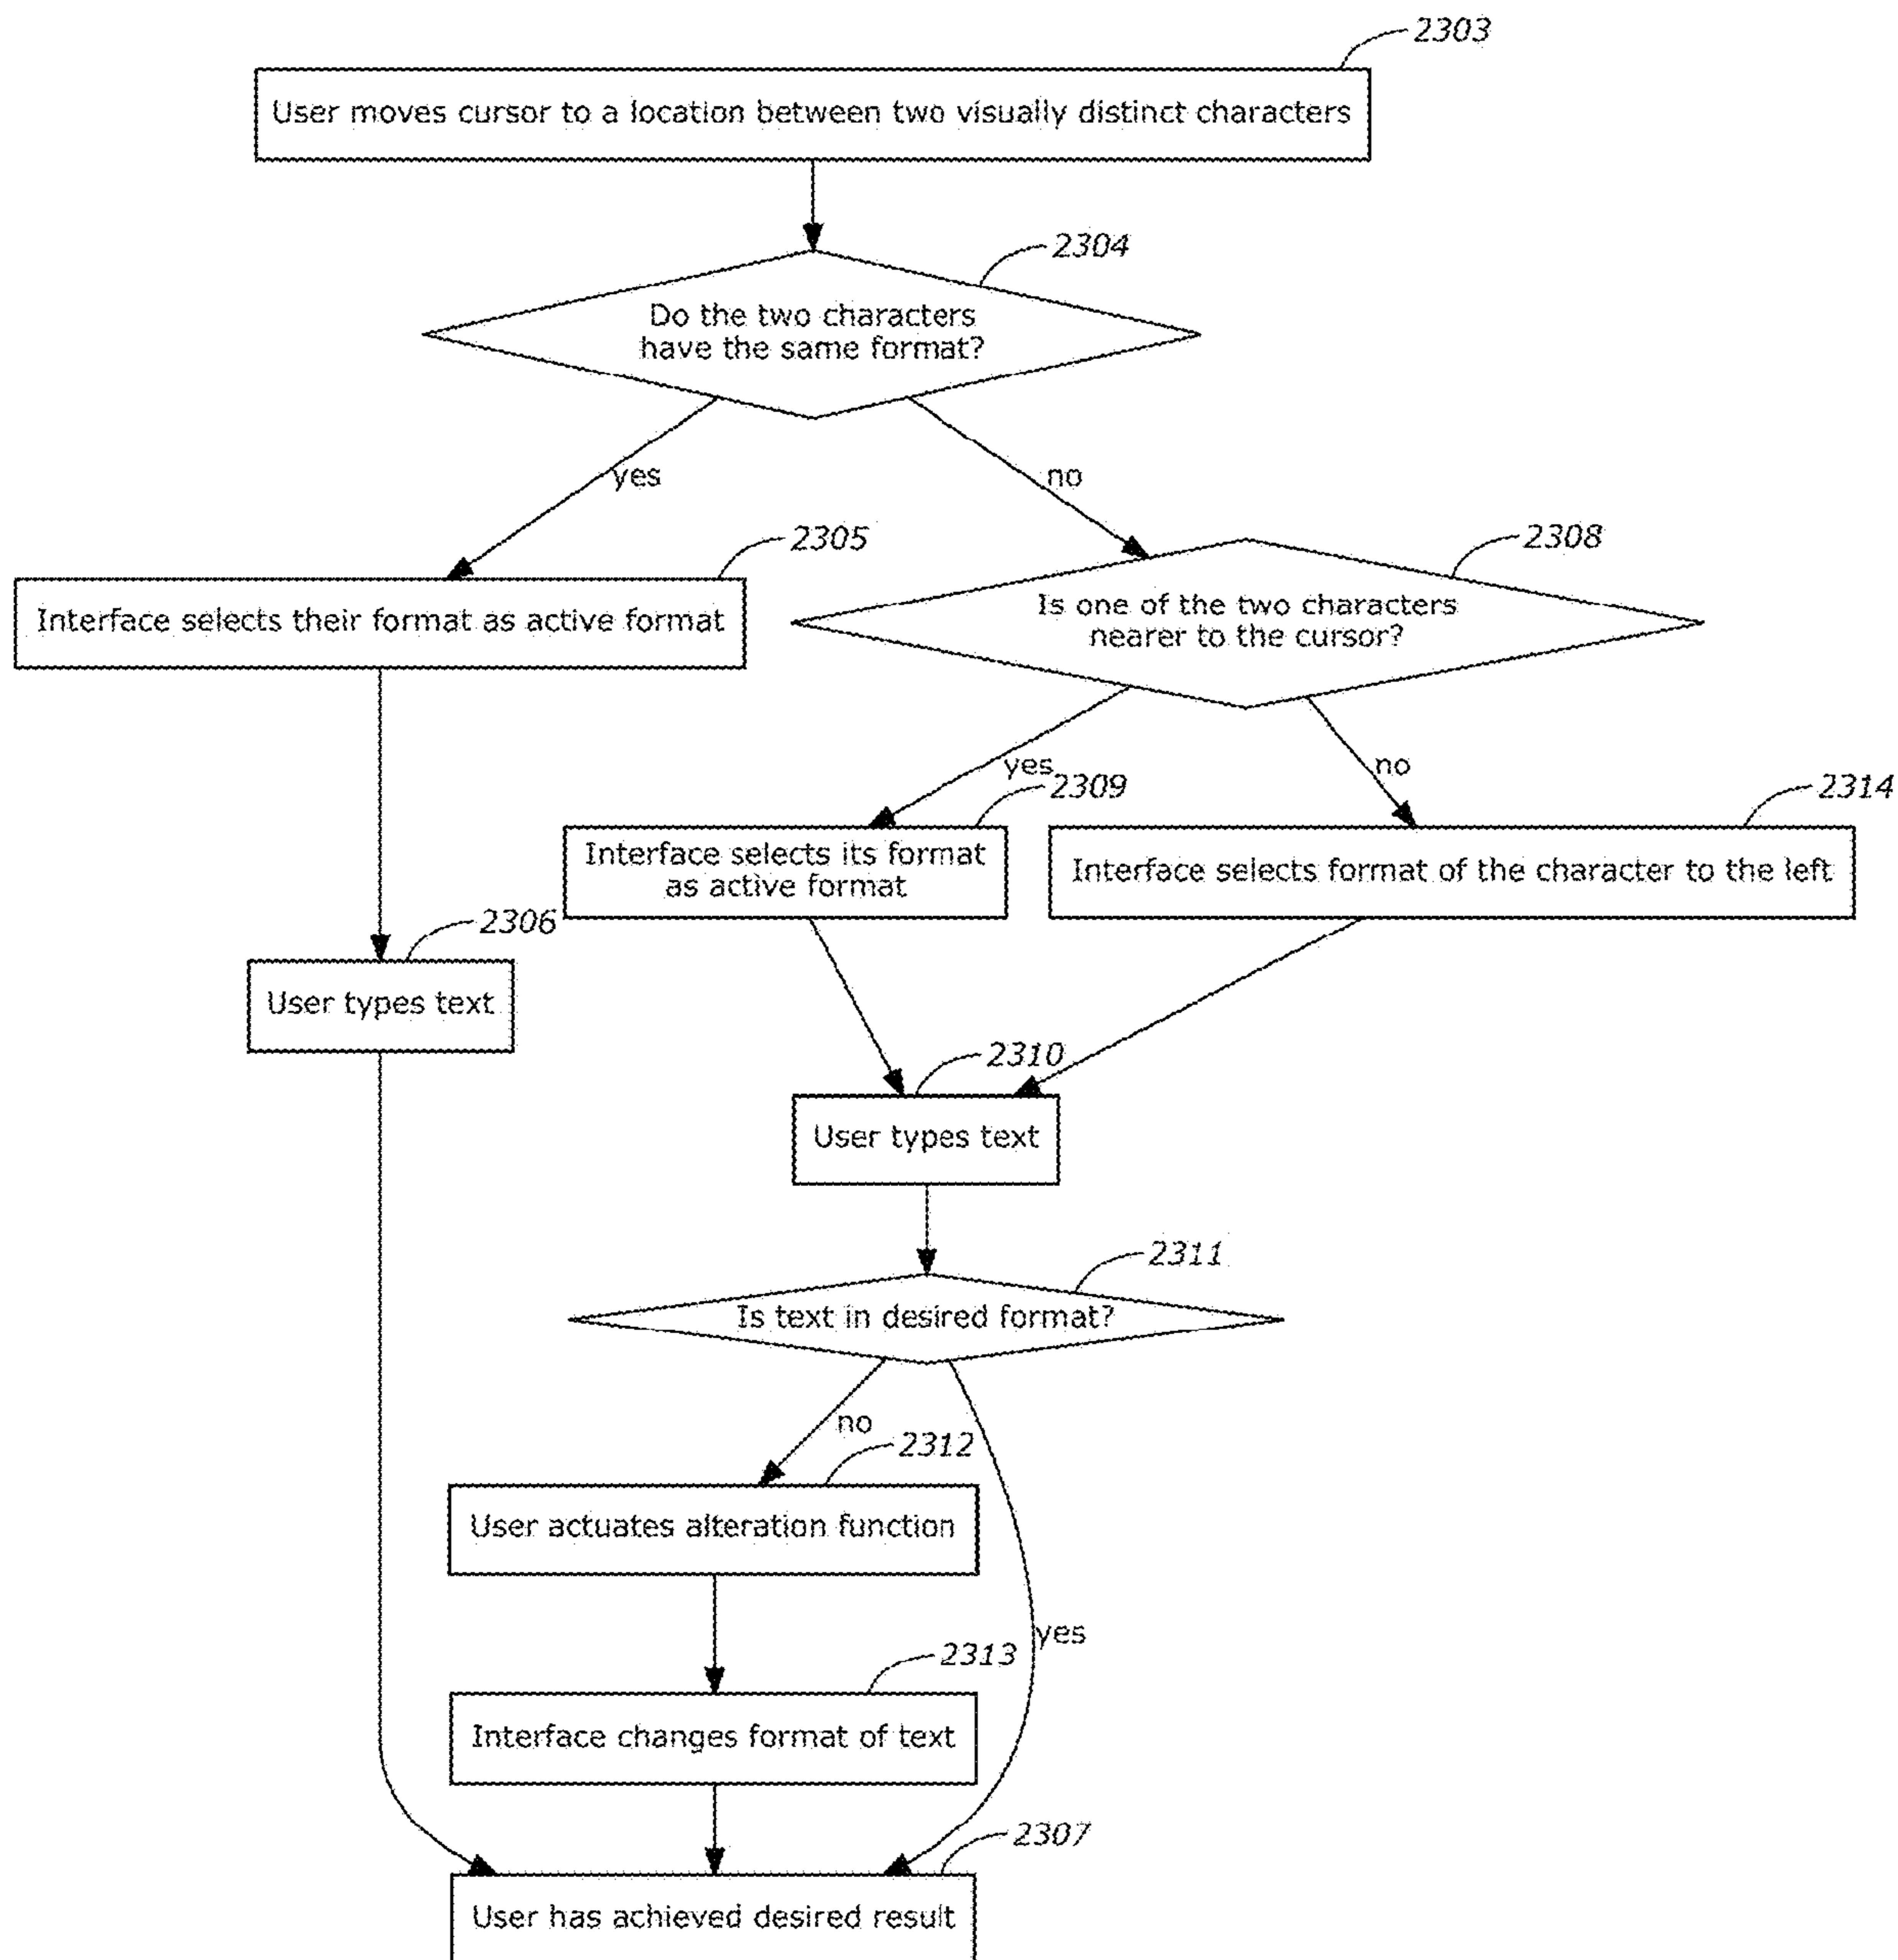 2303
User moves cursor to a location between two visually distinct characters
2304
Do the two characters
have the same format?
yes
no
2305
Interface selects their format as active format
2308
Is one of the two characters
nearer to the cursor?
yes
no
2309
Interface selects its format
as active format
2314
Interface selects format of the character to the left
2306
User types text
2310
User types text
2311
Is text in desired format?
no
2312
User actuates alteration function
yes
2313
Interface changes format of text
2307
User has achieved desired result